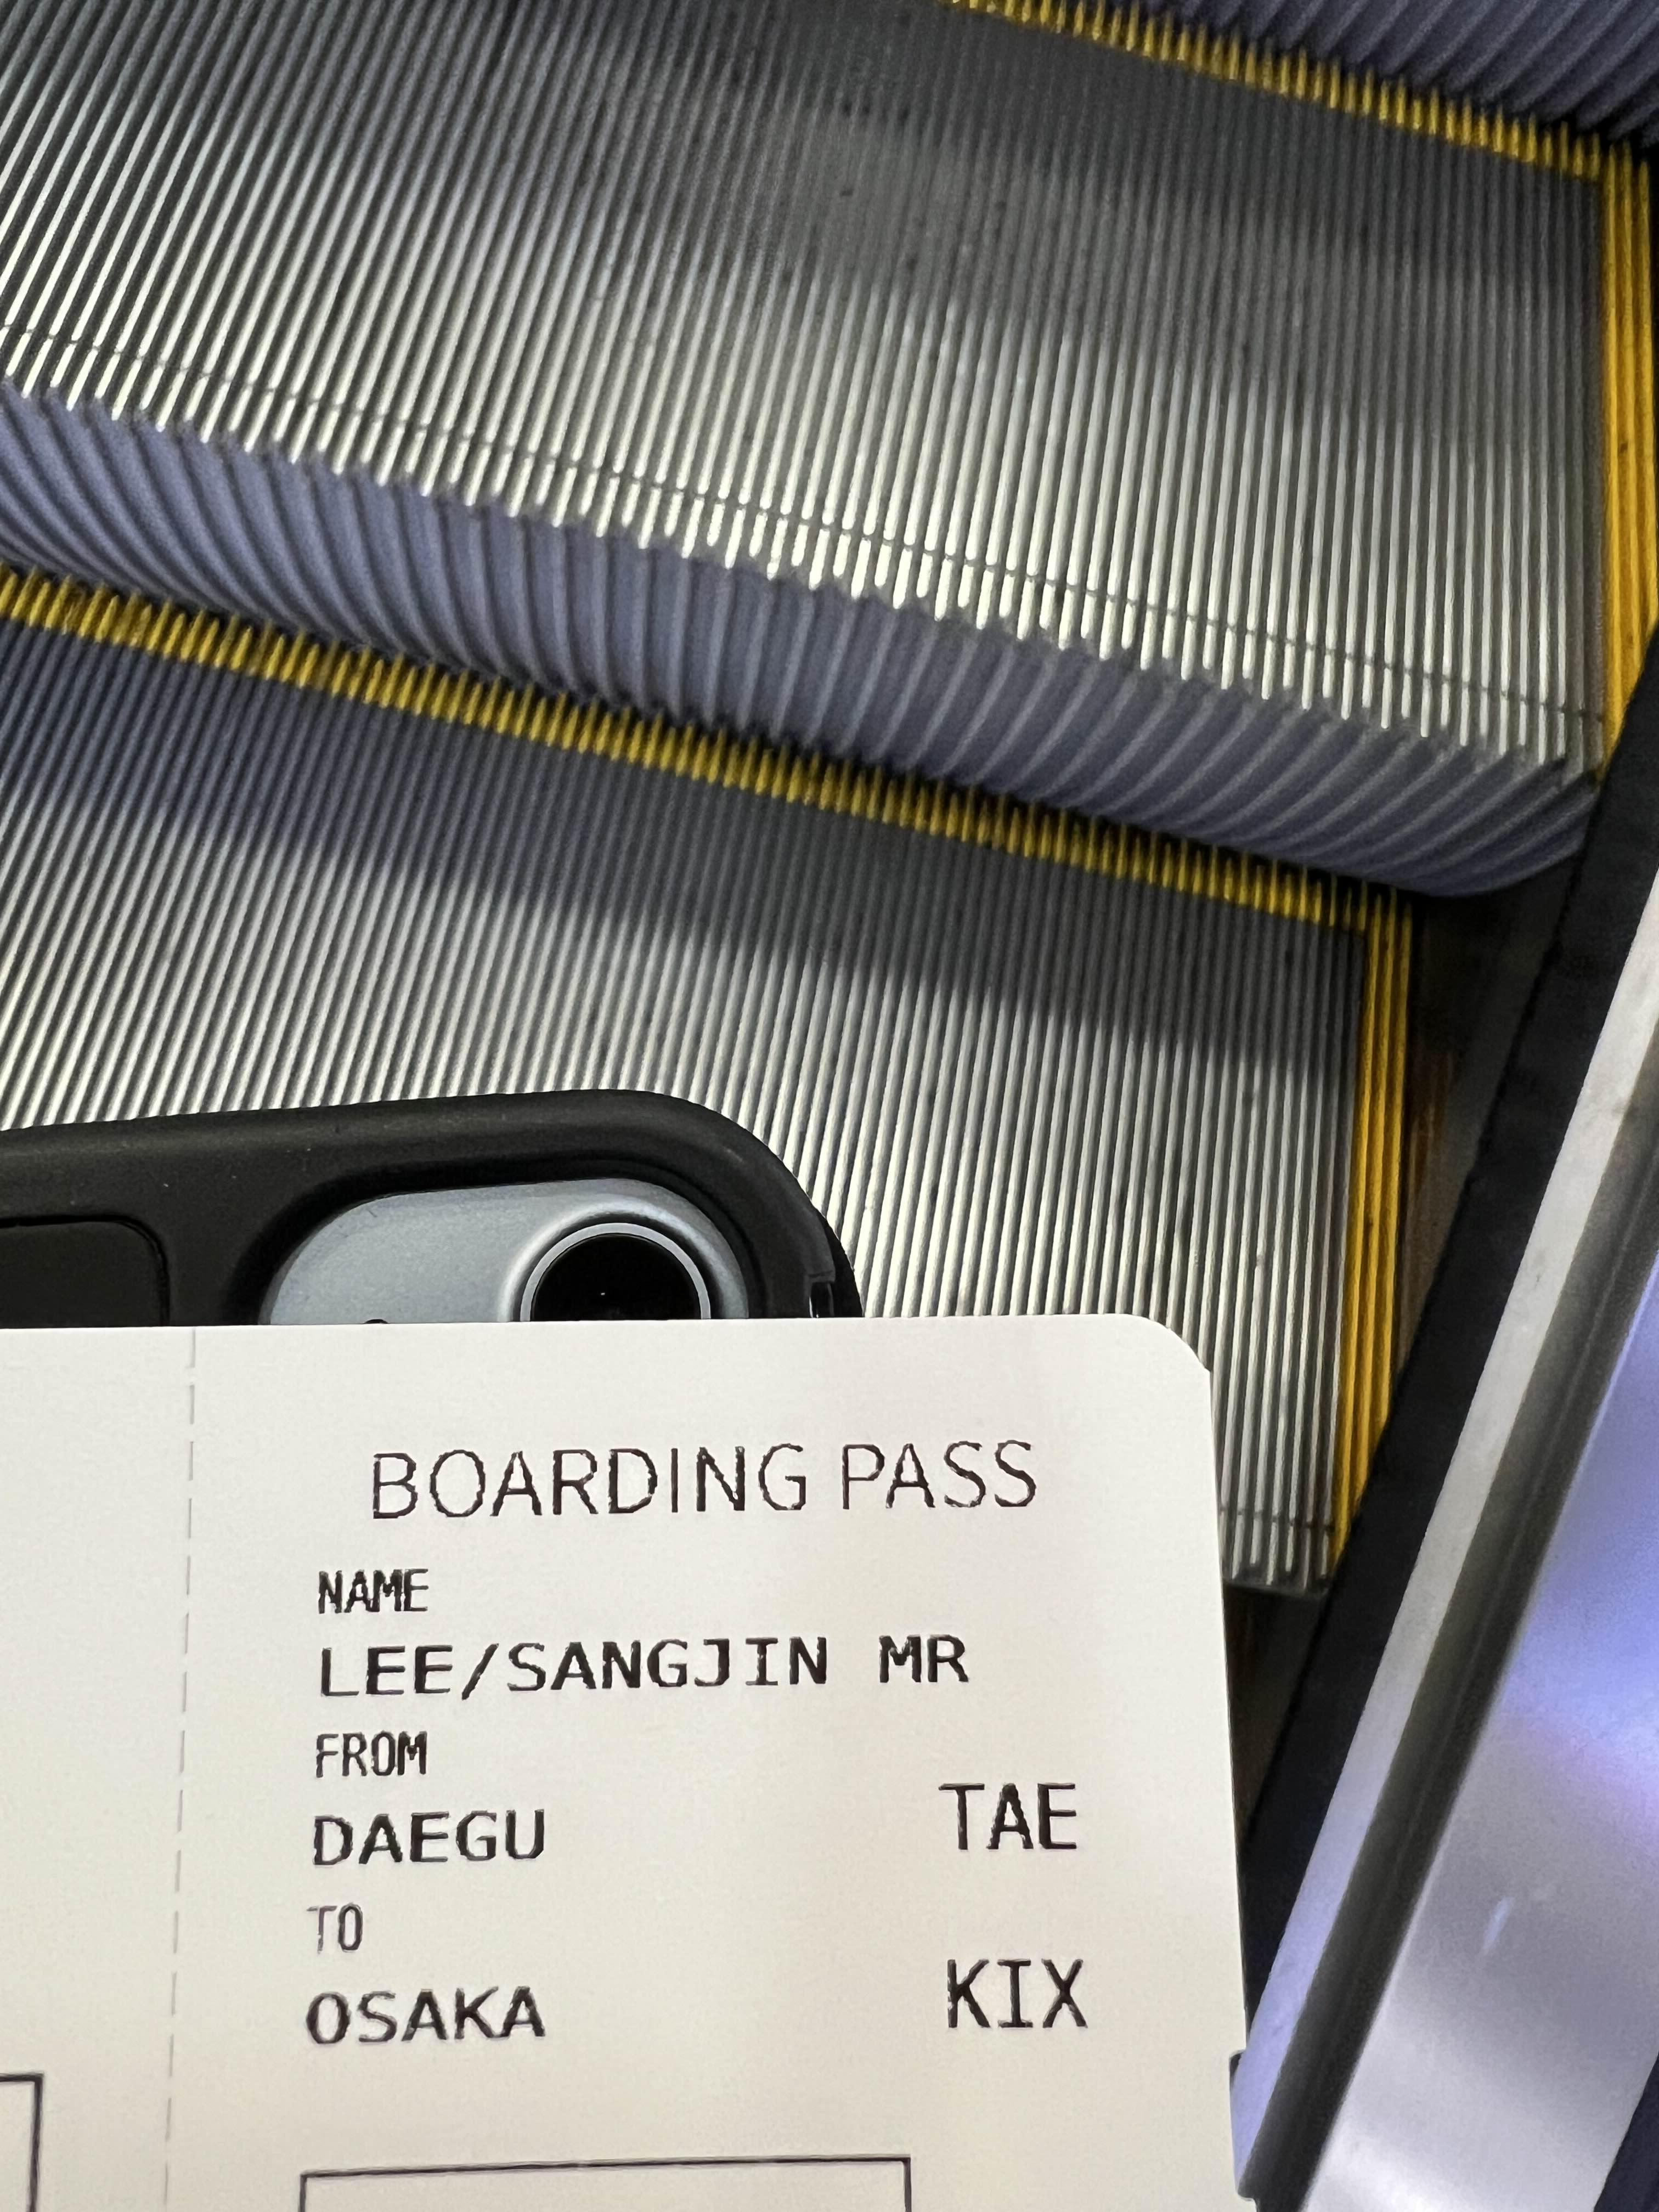 BOARDING PASS
NAME
LEE/SANGJIN MR
FROM
DAEGU TAE
TO
OSAKA KIX